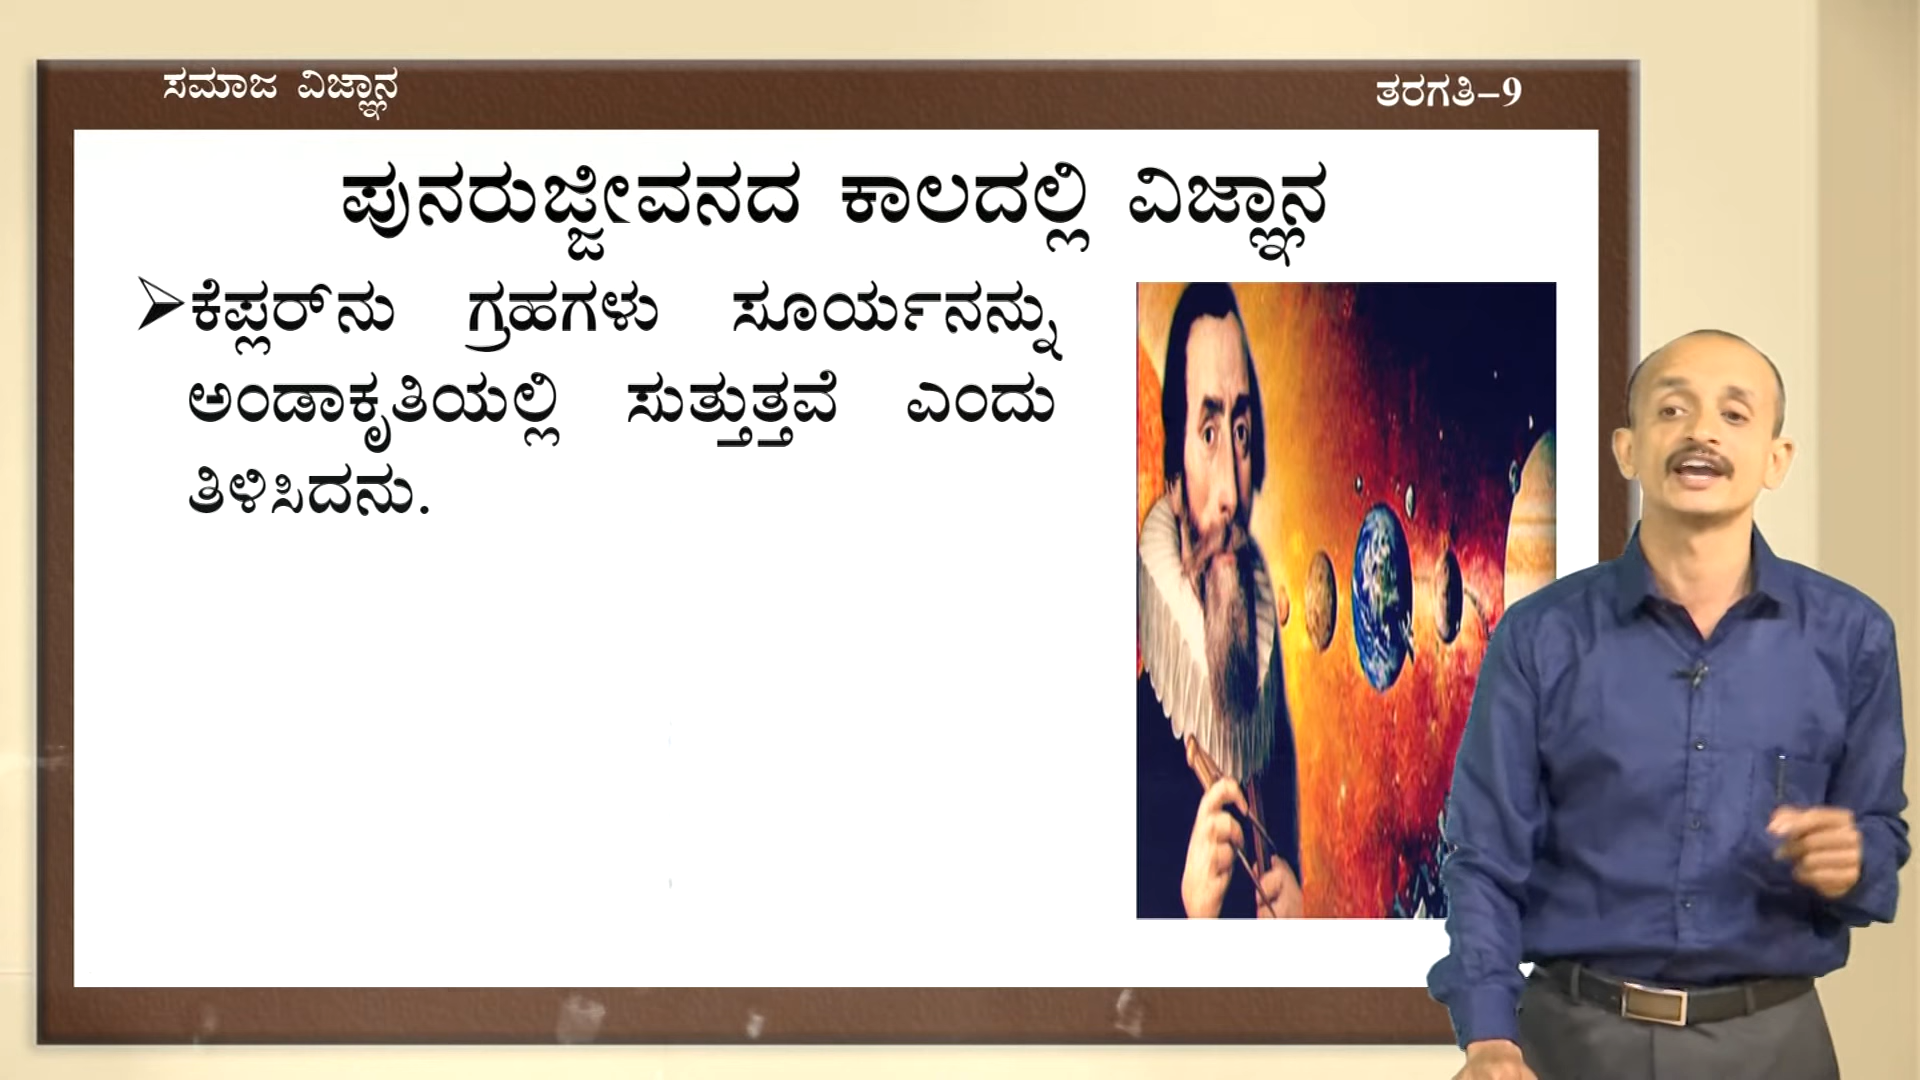 ಸಮಾಜ ವಿಜ್ಞಾನ
ತರಗತಿ-9
ಪುನರುಜ್ಜೀವನದ ಕಾಲದಲ್ಲಿ ವಿಜ್ಞಾನ
ಕೆಪ್ಲರ್‌ನು ಗ್ರಹಗಳು ಸೂರ್ಯನನ್ನು
ಅಂಡಾಕೃತಿಯಲ್ಲಿ ಸುತ್ತುತ್ತವೆ ಎಂದು
ತಿಳಿಸಿದನು.